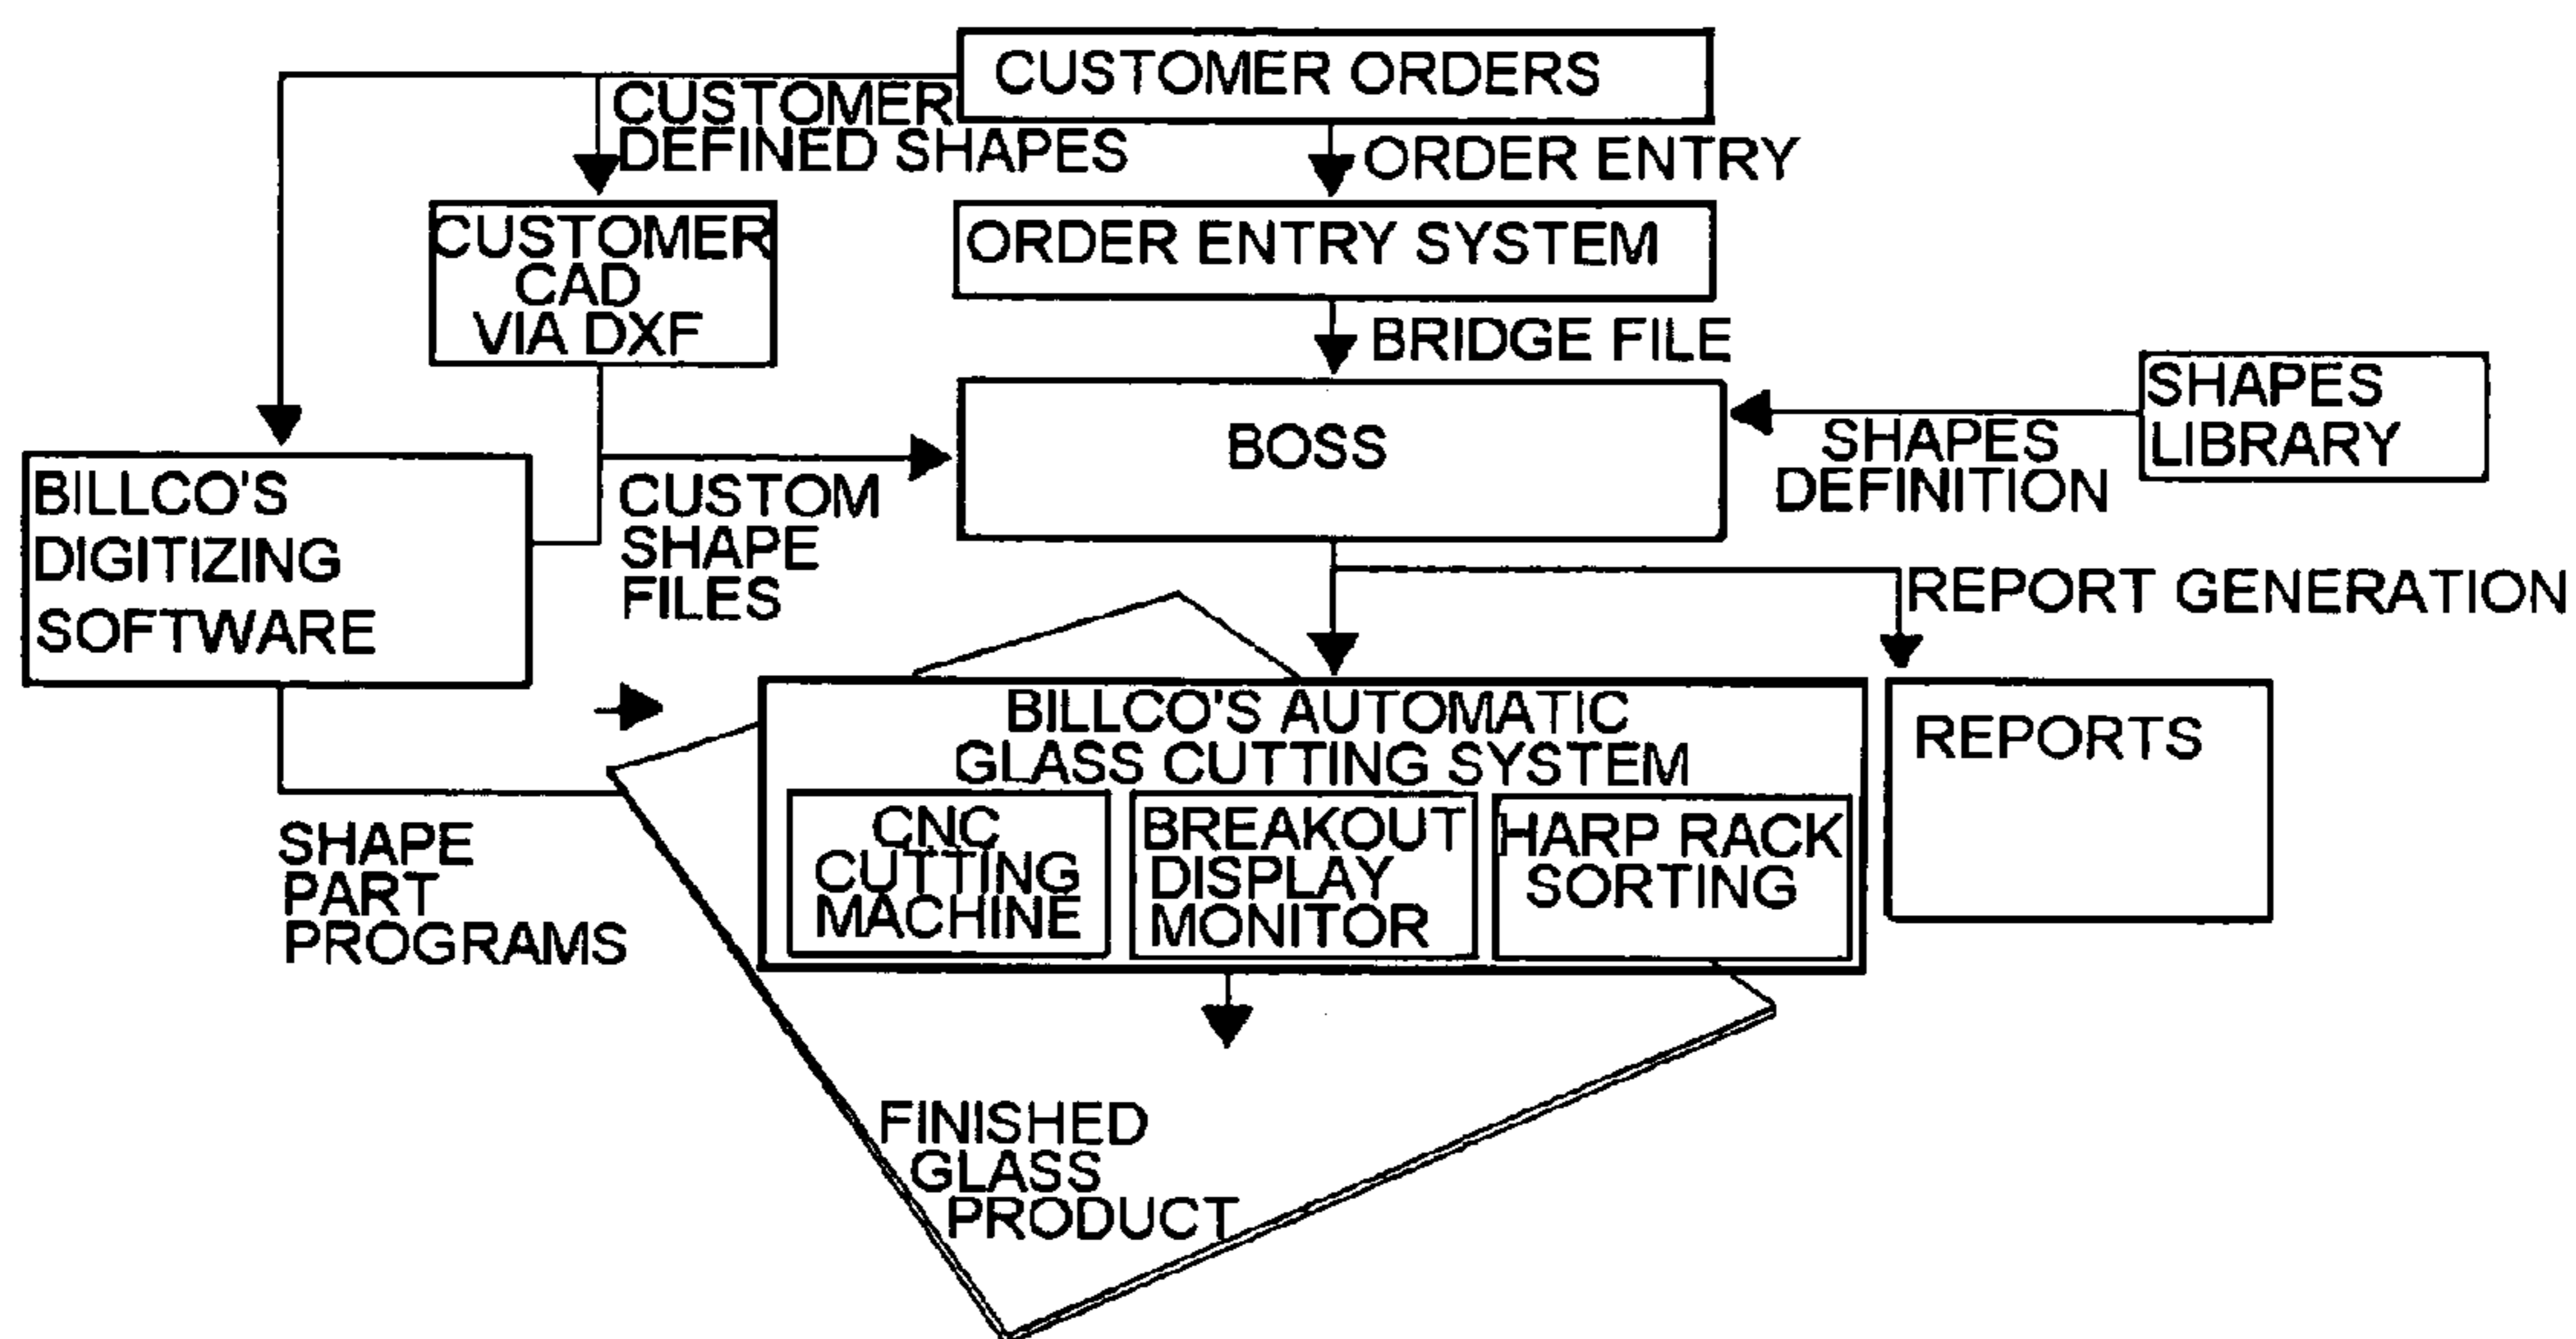 CUSTOMER ORDERS
CUSTOMER
DEFINED SHAPES
ORDER ENTRY
CUSTOMER
CAD
VIA DXF
ORDER ENTRY SYSTEM
BRIDGE FILE
BOSS
SHAPES
LIBRARY
SHAPES
DEFINITION
BILLCO'S
DIGITIZING
SOFTWARE
CUSTOM
SHAPE
FILES
REPORT GENERATION
BILLCO'S AUTOMATIC
GLASS CUTTING SYSTEM
REPORTS
CNC
CUTTING
MACHINE
BREAKOUT
DISPLAY
MONITOR
HARP RACK
SORTING
SHAPE
PART
PROGRAMS
FINISHED
GLASS
PRODUCT